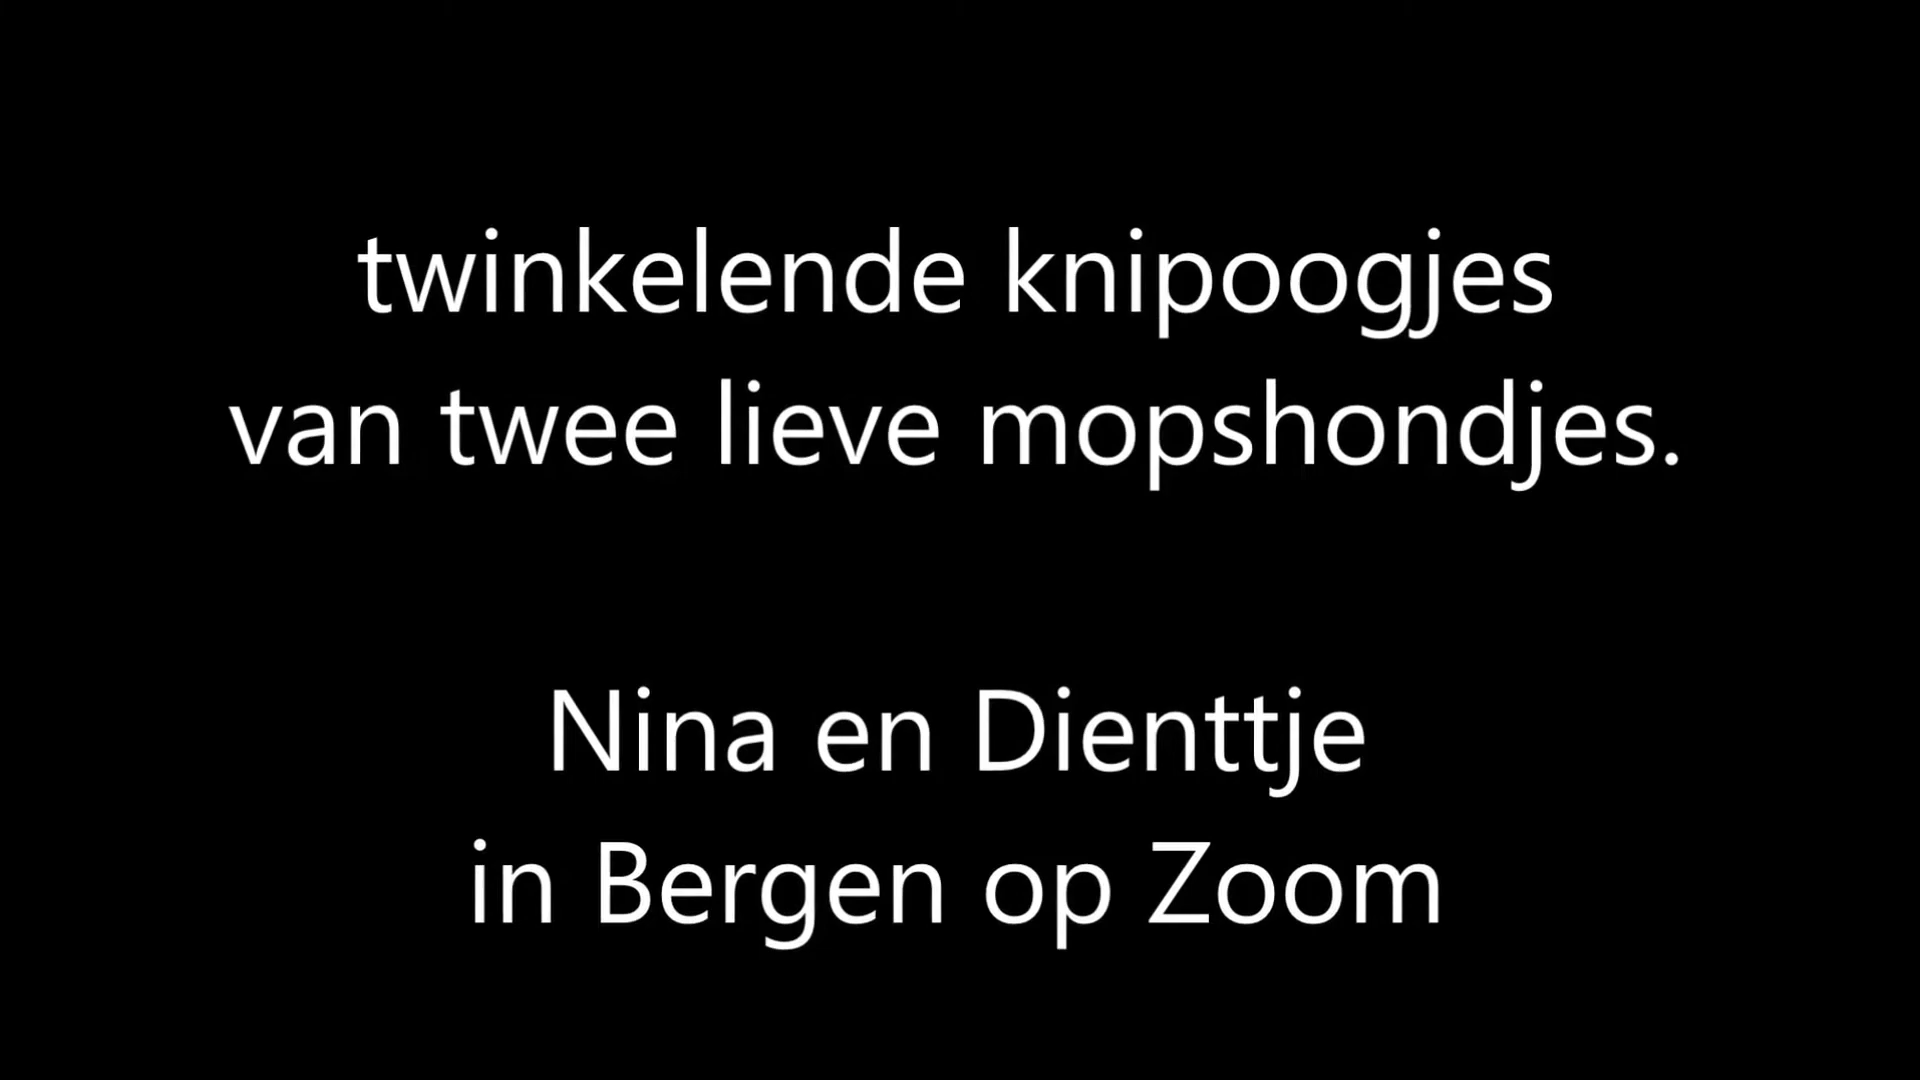 twinkelende knipoogjes
van twee lieve mopshondjes.
Nina en Dienttje
in Bergen op Zoom